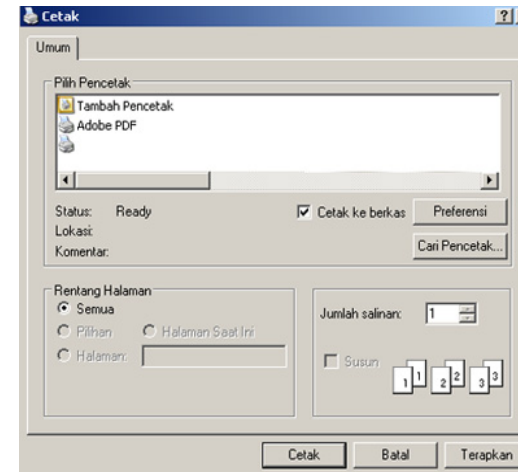 Cetak
Umum
Pilih Pencetak
Tambah Pencetak
Adobe PDF
Status: Ready
Cetak ke berkas
Preferensi
Lokasi:
Komentar:
Cari Pencetak...
Rentang Halaman
Semua
Pilihan
Halaman Saat Ini
Halaman:
Jumlah salinan: 1
Susun
1 1 2 2 3 3
Cetak
Batal
Terapkan